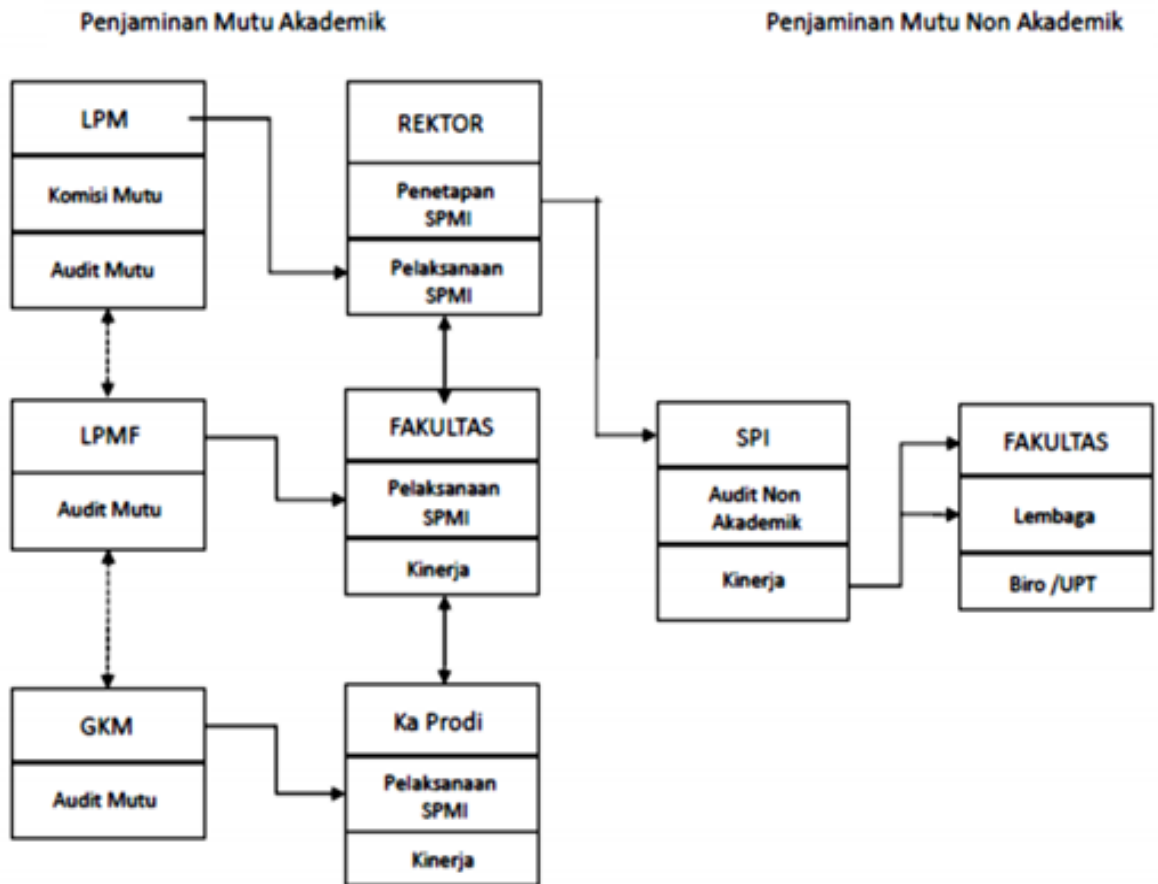 Penjaminan Mutu Akademik
Penjaminan Mutu Non Akademik
LPM
Komisi Mutu
Audit Mutu
REKTOR
Penetapan
SPMI
Pelaksanaan
SPMI
LPMF
Audit Mutu
FAKULTAS
Pelaksanaan
SPMI
Kinerja
SPI
Audit Non
Akademik
Kinerja
FAKULTAS
Lembaga
Biro /UPT
GKM
Audit Mutu
Ka Prodi
Pelaksanaan
SPMI
Kinerja